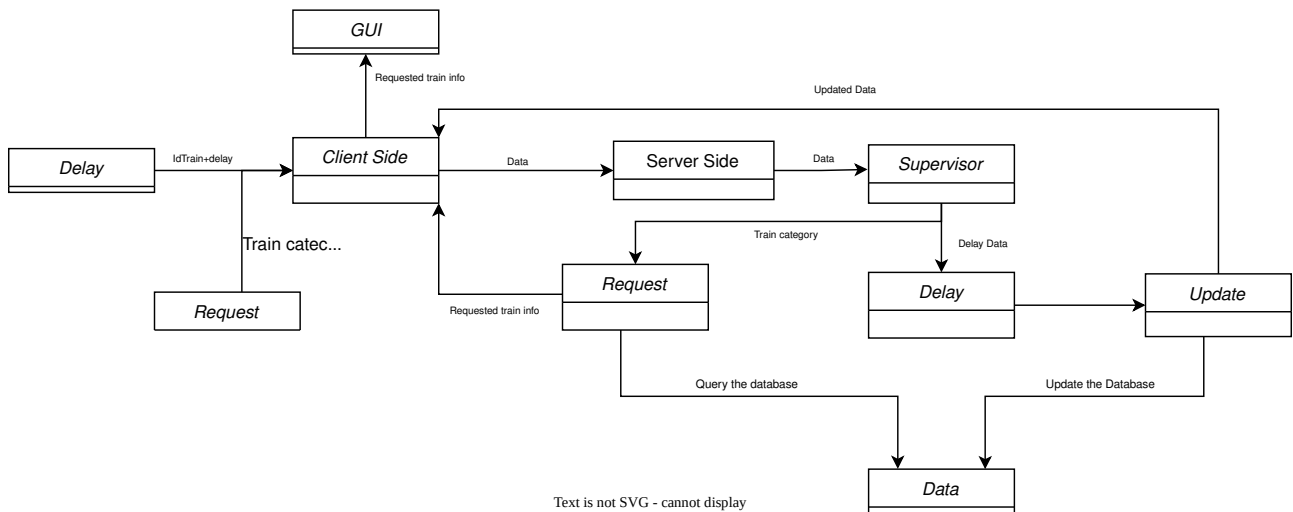 GUI
Requested train info
Updated Data
Delay
IdTrain+delay
Client Side
Data
Server Side
Data
Supervisor
Train catec...
Train category
Delay Data
Request
Requested train info
Request
Delay
Update
Query the database
Update the Database
Data
Text is not SVG - cannot display